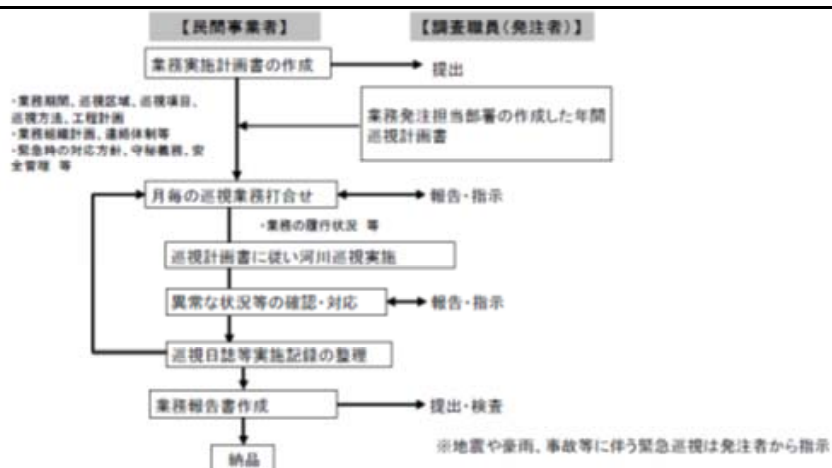 【民間事業者】
【調査職員(発注者)】
業務実施計画書の作成
提出
・業務期間、巡視区域、巡視項目、
巡視方法、工程計画
・業務組織計画、連絡体制等
・緊急時の対応方針、守秘義務、安
全管理 等
業務発注担当部署の作成した年間
巡視計画書
月毎の巡視業務打合せ
報告・指示
・業務の履行状況 等
巡視計画書に従い河川巡視実施
異常な状況等の確認・対応
報告・指示
巡視日誌等実施記録の整理
業務報告書作成
提出・検査
納品
※地震や豪雨、事故等に伴う緊急巡視は発注者から指示